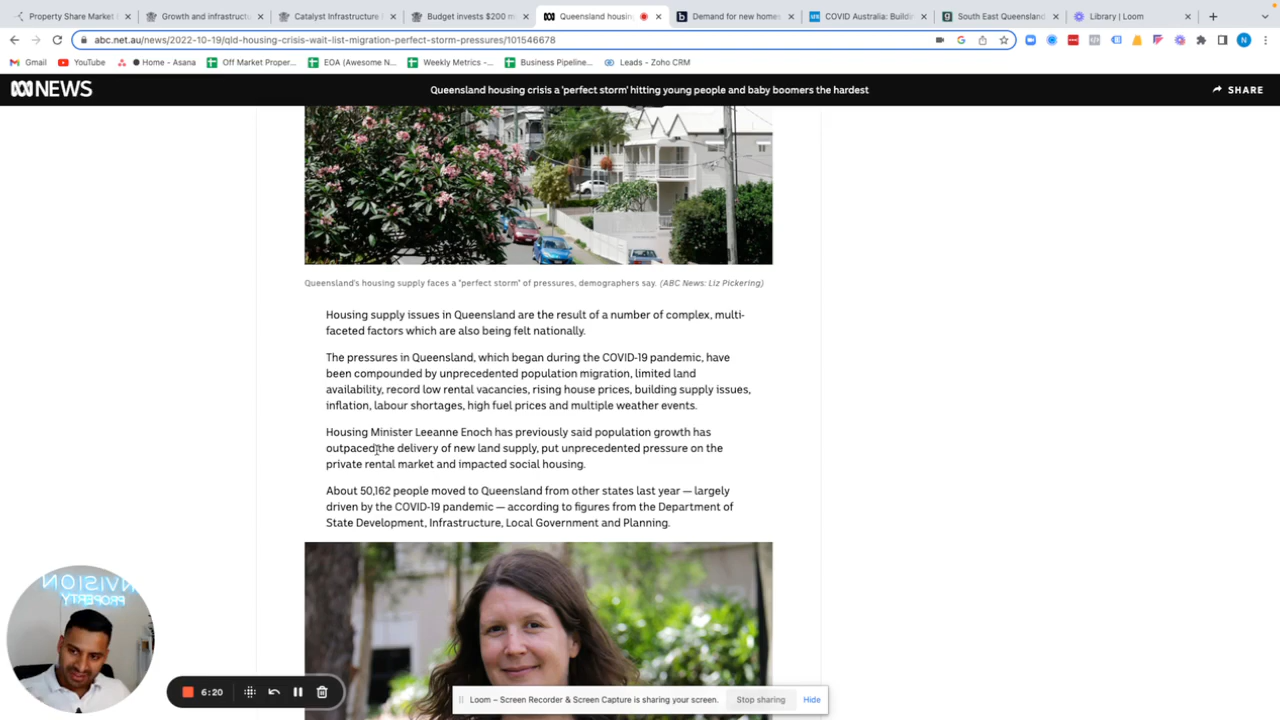 Property Share Market
Growth and infrastructu
Catalyst Infrastructure
Budget invests $200 m
Queensland housin
Demand for new homes
COVID Australia: Buildin
South East Queensland
Library | Loom
abc.net.au/news/2022-10-19/qld-housing-crisis-wait-list-migration-perfect-storm-pressures/101546678
Gmail
YouTube
Home - Asana
Off Market Proper...
EOA (Awesome N...
Weekly Metrics -...
Business Pipeline...
Leads - Zoho CRM
NEWS
Queensland housing crisis a 'perfect storm' hitting young people and baby boomers the hardest
SHARE
Queensland's housing supply faces a "perfect storm" of pressures, demographers say. (ABC News: Liz Pickering)
Housing supply issues in Queensland are the result of a number of complex, multi-
faceted factors which are also being felt nationally.
The pressures in Queensland, which began during the COVID-19 pandemic, have
been compounded by unprecedented population migration, limited land
availability, record low rental vacancies, rising house prices, building supply issues,
inflation, labour shortages, high fuel prices and multiple weather events.
Housing Minister Leeanne Enoch has previously said population growth has
outpaced the delivery of new land supply, put unprecedented pressure on the
private rental market and impacted social housing.
About 50,162 people moved to Queensland from other states last year — largely
driven by the COVID-19 pandemic — according to figures from the Department of
State Development, Infrastructure, Local Government and Planning.
NVISION
PROPERTY
6:20
Loom – Screen Recorder & Screen Capture is sharing your screen.
Stop sharing
Hide
N